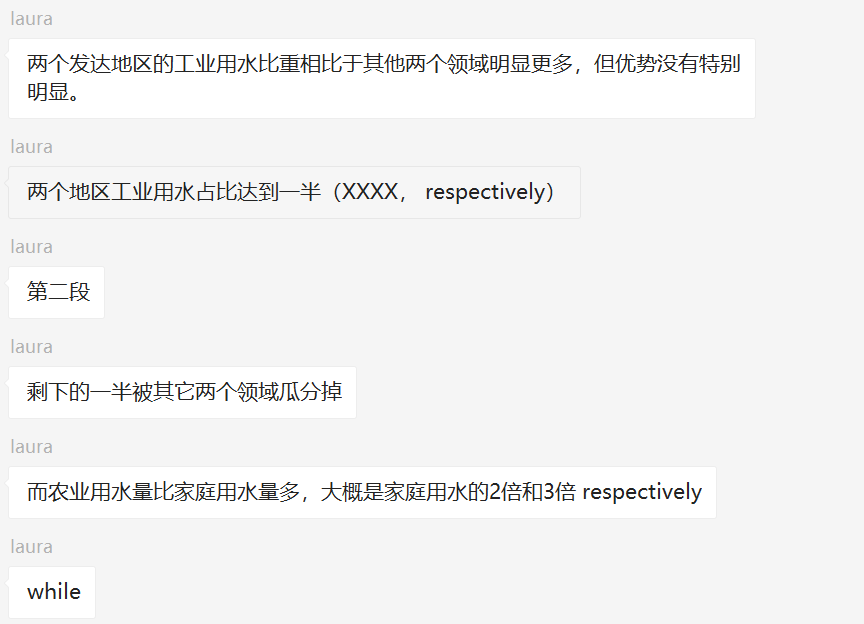 laura
两个发达地区的工业用水比重相比于其他两个领域明显更多，但优势没有特别
明显。
laura
两个地区工业用水占比达到一半（XXXX， respectively）
laura
第二段
laura
剩下的一半被其它两个领域瓜分掉
laura
而农业用水量比家庭用水量多，大概是家庭用水的2倍和3倍 respectively
laura
while